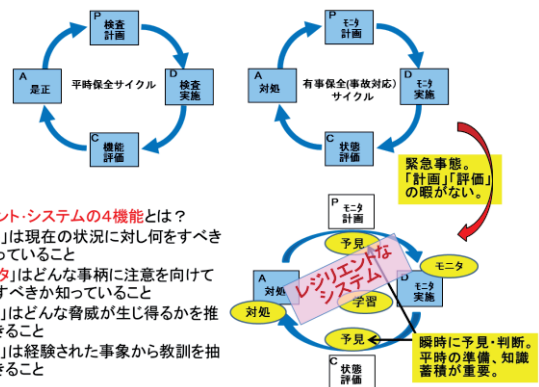 P
検査
計画
A
是正
平時保全サイクル
D
検査
実施
C
機能
評価
P
モニタ
計画
A
対処
有事保全(事故対応)
サイクル
D
モニタ
実施
C
状態
評価
緊急事態。
「計画」「評価」
の暇がない。
ント・システムの4機能とは?
」は現在の状況に対し何をすべき
っていること
タ」はどんな事柄に注意を向けて
すべきか知っていること
」はどんな脅威が生じ得るかを推
きること
」は経験された事象から教訓を抽
きること
P
モニタ
計画
予見
モニタ
A
対処
レジリエントな
システム
D
モニタ
実施
対処
学習
予見
C
状態
評価
瞬時に予見・判断。
平時の準備、知識
蓄積が重要。